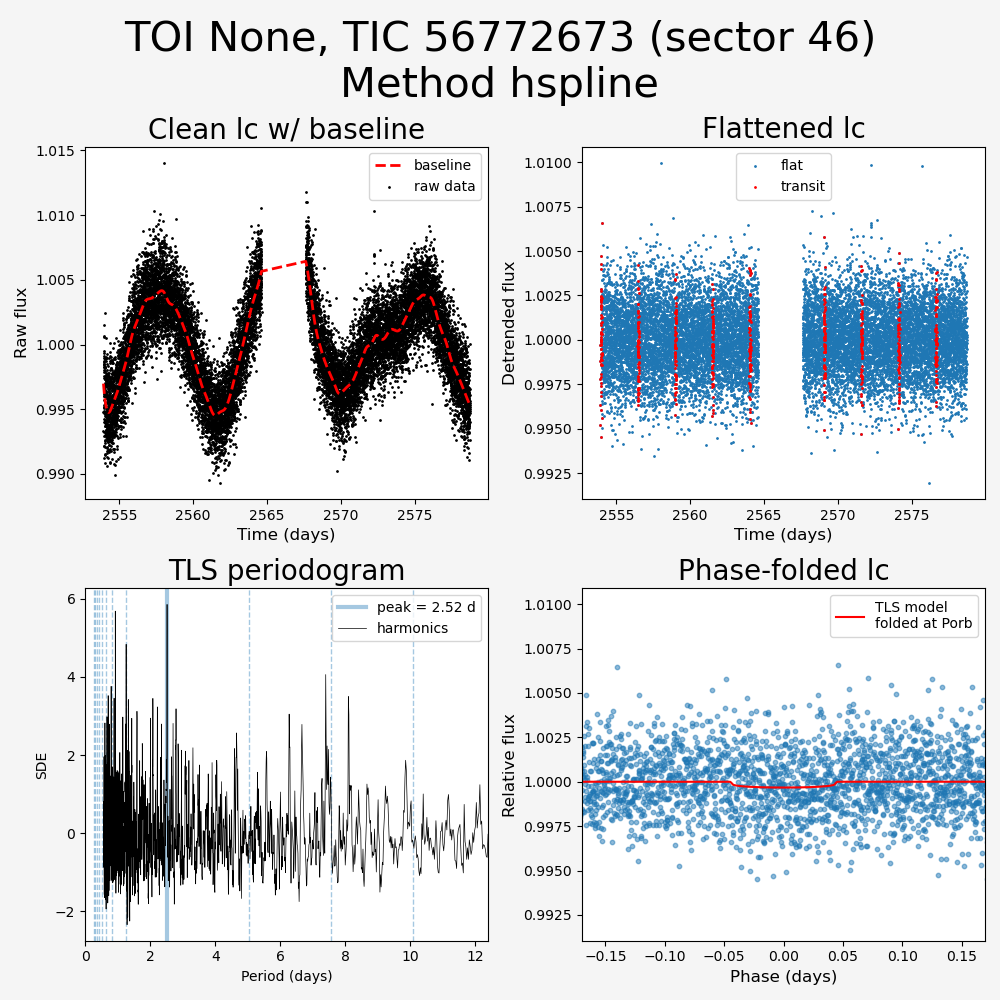 TOI None, TIC 56772673 (sector 46)
Method hspline
Clean lc w/ baseline
1.015
1.010
1.005
1.000
0.995
0.990
Raw flux
baseline
raw data
2555
2560
2565
2570
2575
Time (days)
Flattened lc
1.0100
1.0075
1.0050
1.0025
1.0000
0.9975
0.9950
0.9925
Detrended flux
flat
transit
2555
2560
2565
2570
2575
Time (days)
TLS periodogram
6
4
2
0
−2
SDE
peak = 2.52 d
harmonics
0
2
4
6
8
10
12
Period (days)
Phase-folded lc
1.0100
1.0075
1.0050
1.0025
1.0000
0.9975
0.9950
0.9925
Relative flux
TLS model
folded at Porb
−0.15
−0.10
−0.05
0.00
0.05
0.10
0.15
Phase (days)